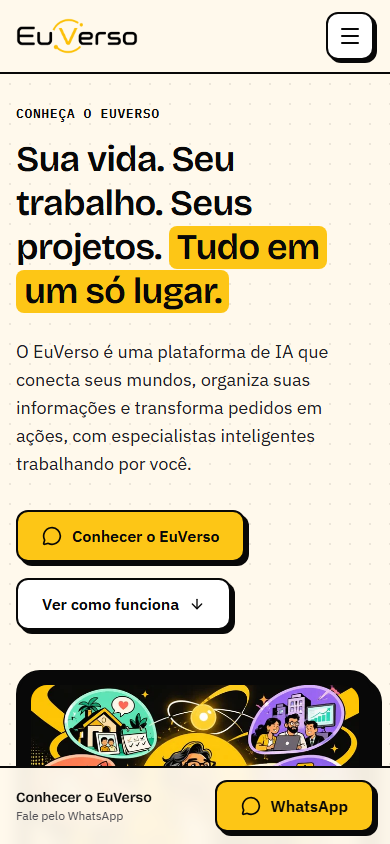 EuVerso
CONHEÇA O EUVERSO
Sua vida. Seu
trabalho. Seus
projetos. Tudo em
um só lugar.
O EuVerso é uma plataforma de IA que
conecta seus mundos, organiza suas
informações e transforma pedidos em
ações, com especialistas inteligentes
trabalhando por você.
Conhecer o EuVerso
Ver como funciona
Conhecer o EuVerso
Fale pelo WhatsApp
WhatsApp